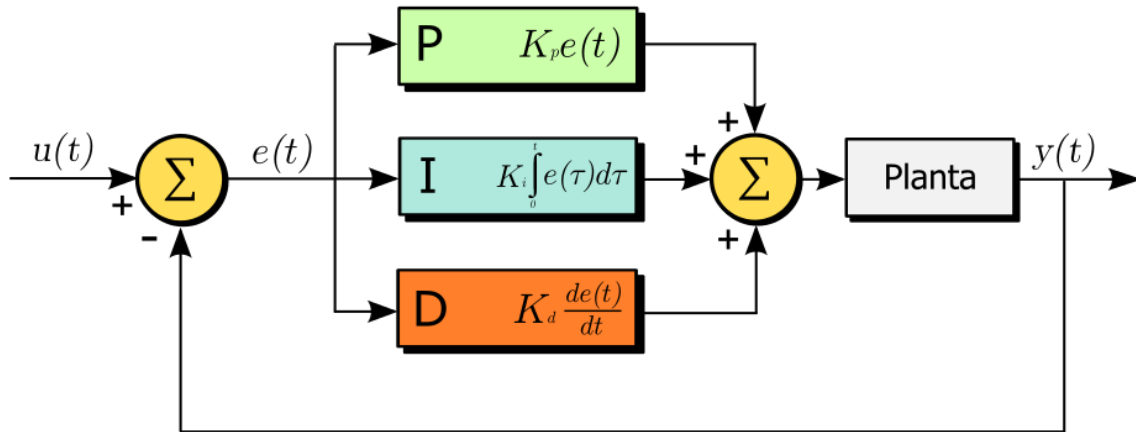 P K_p e(t)
u(t) + - Σ e(t)
I K_i ∫_0^t e(τ)dτ
+ + + Σ
Planta
y(t)
D K_d de(t)/dt